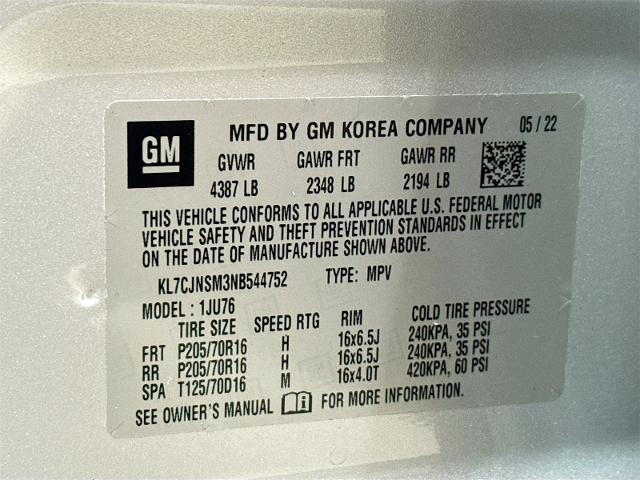 GM
MFD BY GM KOREA COMPANY 05 / 22
GVWR GAWR FRT GAWR RR
4387 LB 2348 LB 2194 LB
THIS VEHICLE CONFORMS TO ALL APPLICABLE U.S. FEDERAL MOTOR
VEHICLE SAFETY AND THEFT PREVENTION STANDARDS IN EFFECT
ON THE DATE OF MANUFACTURE SHOWN ABOVE.
KL7CJNSM3NB544752 TYPE: MPV
MODEL : 1JU76
TIRE SIZE SPEED RTG RIM COLD TIRE PRESSURE
FRT P205/70R16 H 16x6.5J 240KPA, 35 PSI
RR P205/70R16 H 16x6.5J 240KPA, 35 PSI
SPA T125/70D16 M 16x4.0T 420KPA, 60 PSI
SEE OWNER'S MANUAL FOR MORE INFORMATION.